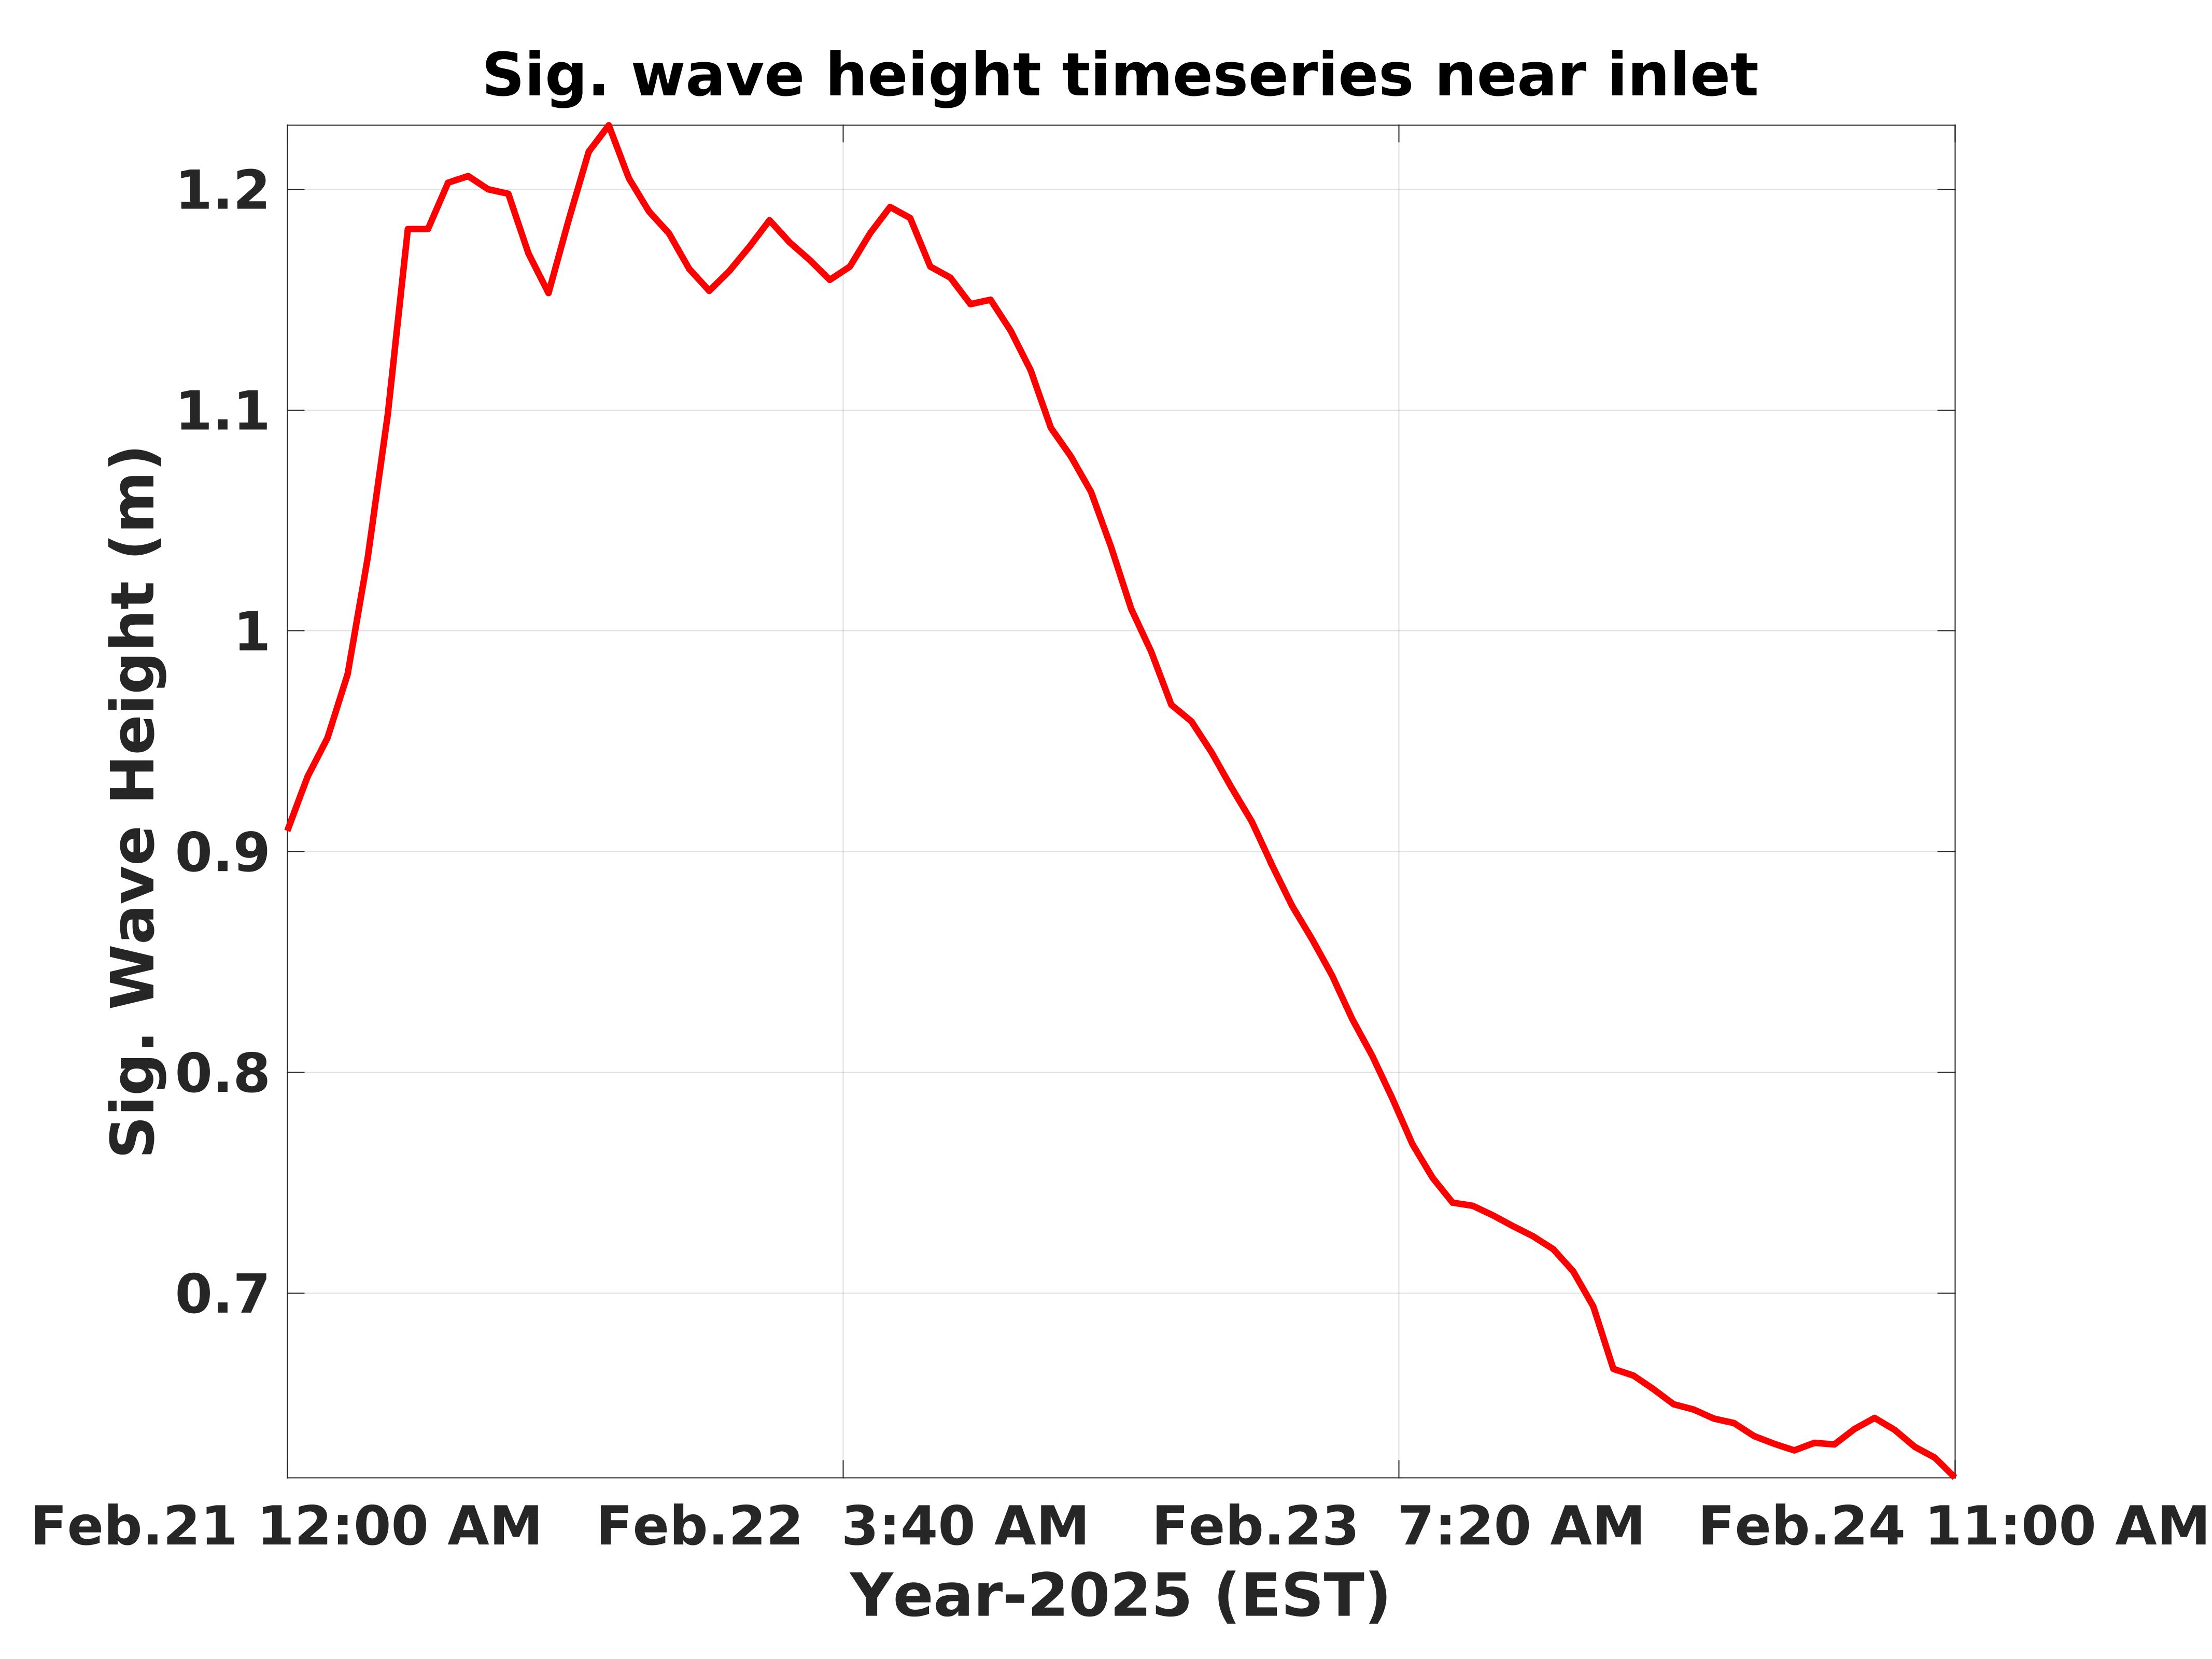 Sig. wave height timeseries near inlet
Sig. Wave Height (m)
1.2
1.1
1
0.9
0.8
0.7
Feb.21 12:00 AM Feb.22  3:40 AM Feb.23  7:20 AM Feb.24 11:00 AM
Year-2025 (EST)